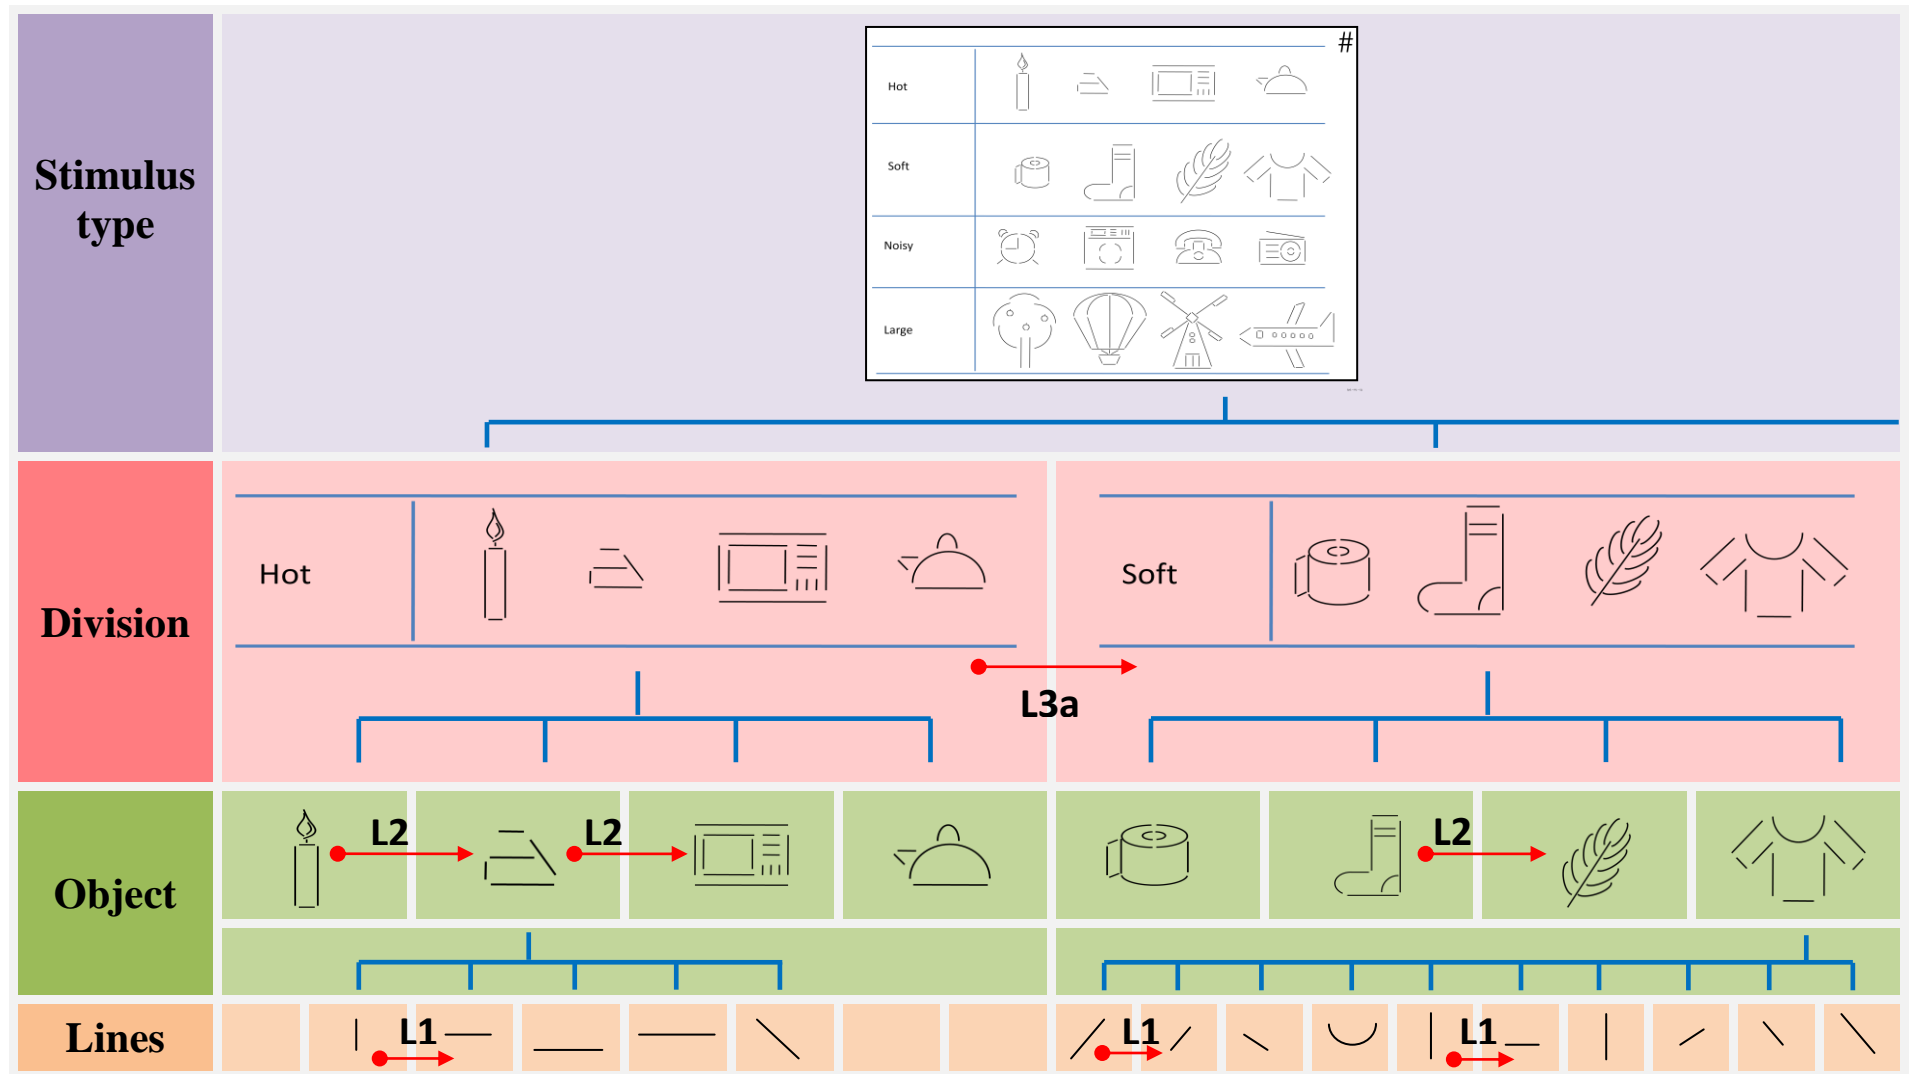 Stimulus
type
#
Hot
Soft
Noisy
Large
Division
Hot
Soft
L3a
Object
L2
L2
L2
Lines
L1
L1
L1